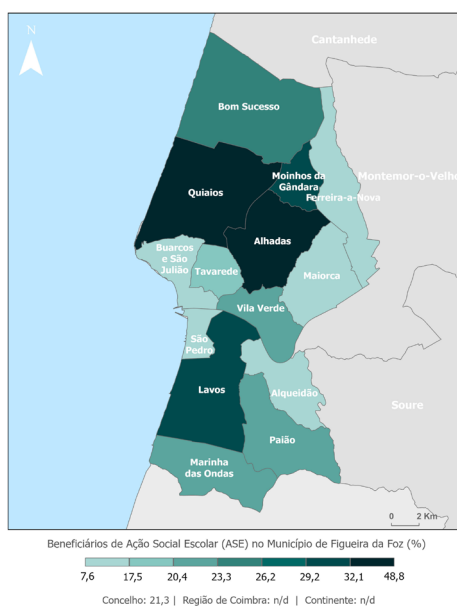 N
Cantanhede
Bom Sucesso
Moinhos da
Gândara
Montemor-o-Velho
Quiaios
Ferreira-a-Nova
Alhadas
Buarcos
e São
Julião
Tavarede
Maiorca
Vila Verde
São
Pedro
Lavos
Alqueidão
Soure
Paião
Marinha
das Ondas
0 2 Km
Beneficiários de Ação Social Escolar (ASE) no Município de Figueira da Foz (%)
7,6 17,5 20,4 23,3 26,2 29,2 32,1 48,8
Concelho: 21,3 | Região de Coimbra: n/d | Continente: n/d